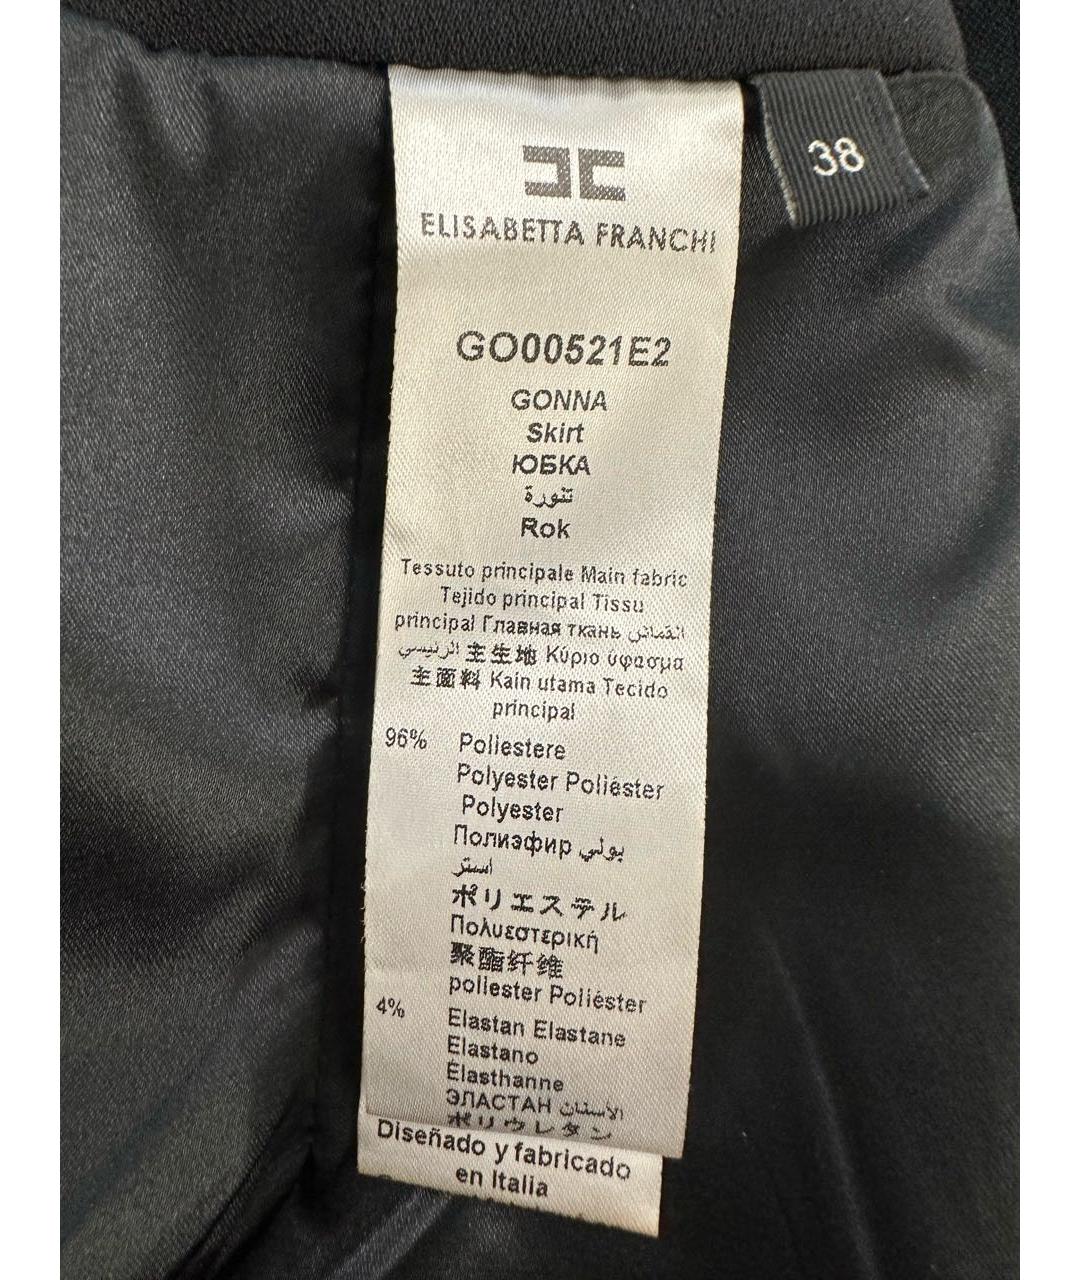 38
ELISABETTA FRANCHI
GO00521E2
GONNA
Skirt
ЮБКА
تنورة
Rok
Tessuto principale Main fabric
Tejido principal Tissu
principal Главная ткань القماش
الرئيسي 主生地 Κύριο ύφασμα
主面料 Kain utama Tecido
principal
96% Poliestere
Polyester Poliéster
Polyester
Полиэфир بولي
استر
ポリエステル
Πολυεστερική
聚酯纤维
poliester Poliéster
4% Elastan Elastane
Elastano
Élasthanne
ЭЛАСТАН الأستان
ポリウレタン
Diseñado y fabricado
en Italia